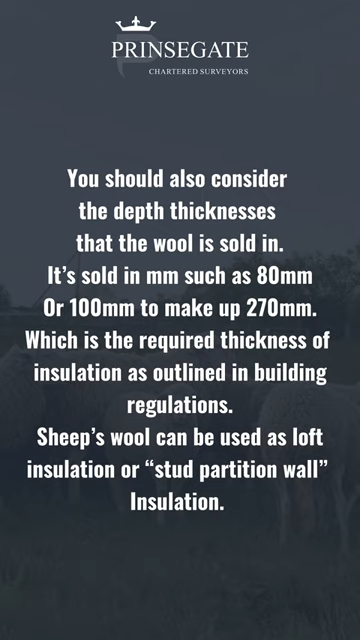 PRINSEGATE
CHARTERED SURVEYORS
You should also consider
the depth thicknesses
that the wool is sold in.
It’s sold in mm such as 80mm
Or 100mm to make up 270mm.
Which is the required thickness of
insulation as outlined in building
regulations.
Sheep’s wool can be used as loft
insulation or “stud partition wall”
Insulation.